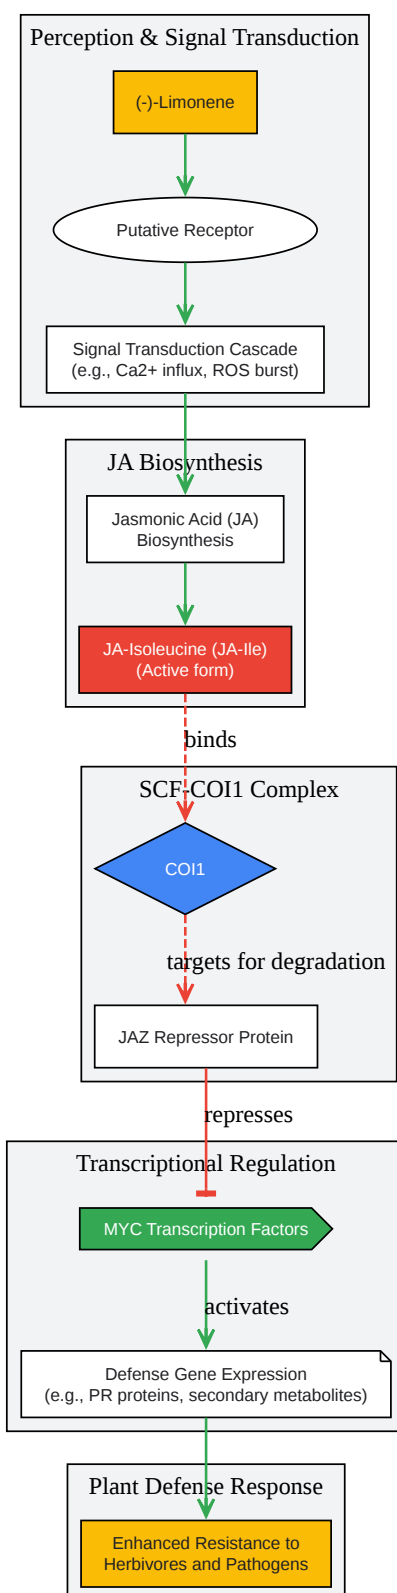 Perception & Signal Transduction
(-)-Limonene
Putative Receptor
Signal Transduction Cascade
(e.g., Ca2+ influx, ROS burst)
JA Biosynthesis
Jasmonic Acid (JA)
Biosynthesis
JA-Isoleucine (JA-Ile)
(Active form)
binds
SCF-COI1 Complex
COI1
targets for degradation
JAZ Repressor Protein
represses
Transcriptional Regulation
MYC Transcription Factors
activates
Defense Gene Expression
(e.g., PR proteins, secondary metabolites)
Plant Defense Response
Enhanced Resistance to
Herbivores and Pathogens